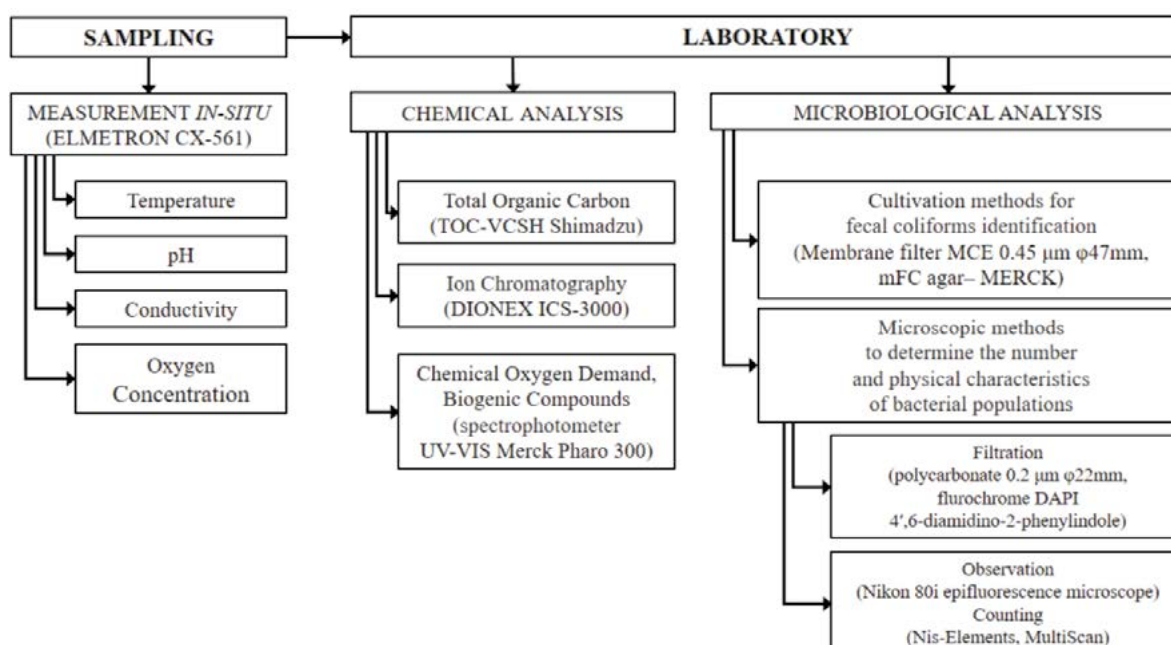 SAMPLING
LABORATORY
MEASUREMENT IN-SITU
(ELMETRON CX-561)
Temperature
pH
Conductivity
Oxygen
Concentration
CHEMICAL ANALYSIS
Total Organic Carbon
(TOC-VCSH Shimadzu)
Ion Chromatography
(DIONEX ICS-3000)
Chemical Oxygen Demand,
Biogenic Compounds
(spectrophotometer
UV-VIS Merck Pharo 300)
MICROBIOLOGICAL ANALYSIS
Cultivation methods for
fecal coliforms identification
(Membrane filter MCE 0.45 μm φ47mm,
mFC agar– MERCK)
Microscopic methods
to determine the number
and physical characteristics
of bacterial populations
Filtration
(polycarbonate 0.2 μm φ22mm,
flurochrome DAPI
4′,6-diamidino-2-phenylindole)
Observation
(Nikon 80i epifluorescence microscope)
Counting
(Nis-Elements, MultiScan)